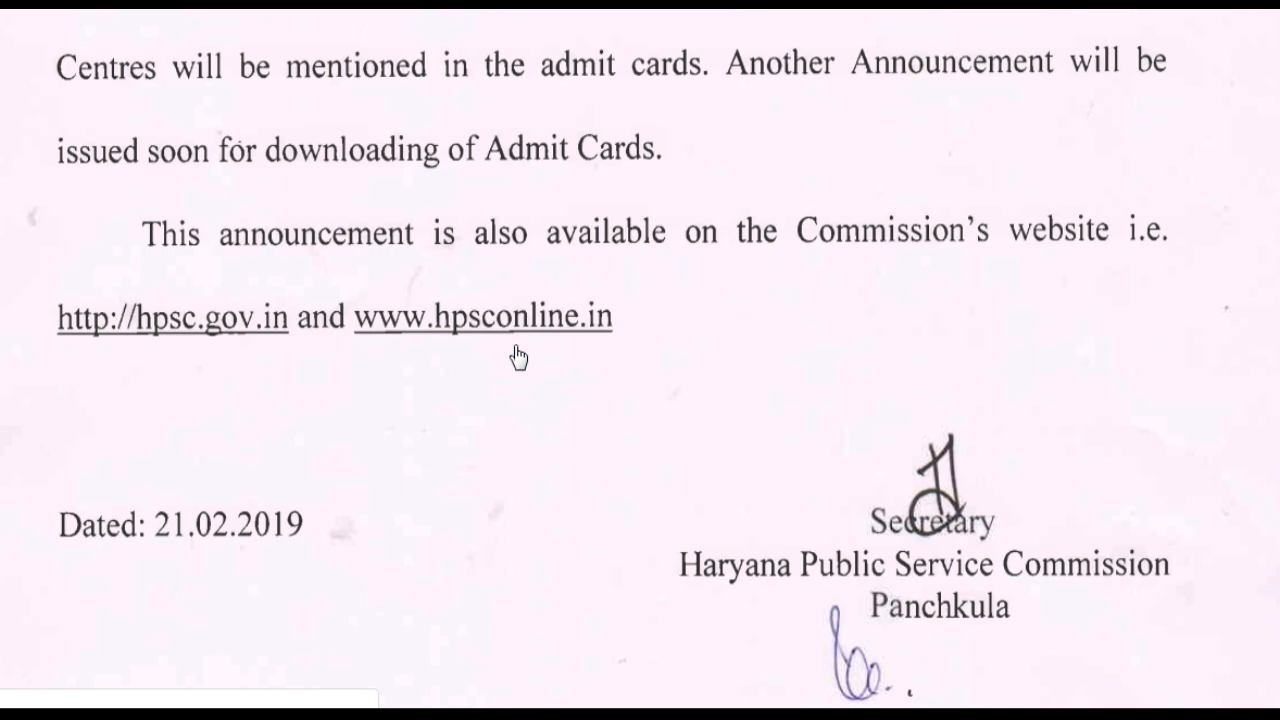 Centres will be mentioned in the admit cards. Another Announcement will be
issued soon for downloading of Admit Cards.
This announcement is also available on the Commission's website i.e.
http://hpsc.gov.in and www.hpsconline.in
Dated: 21.02.2019
Secretary
Haryana Public Service Commission
Panchkula